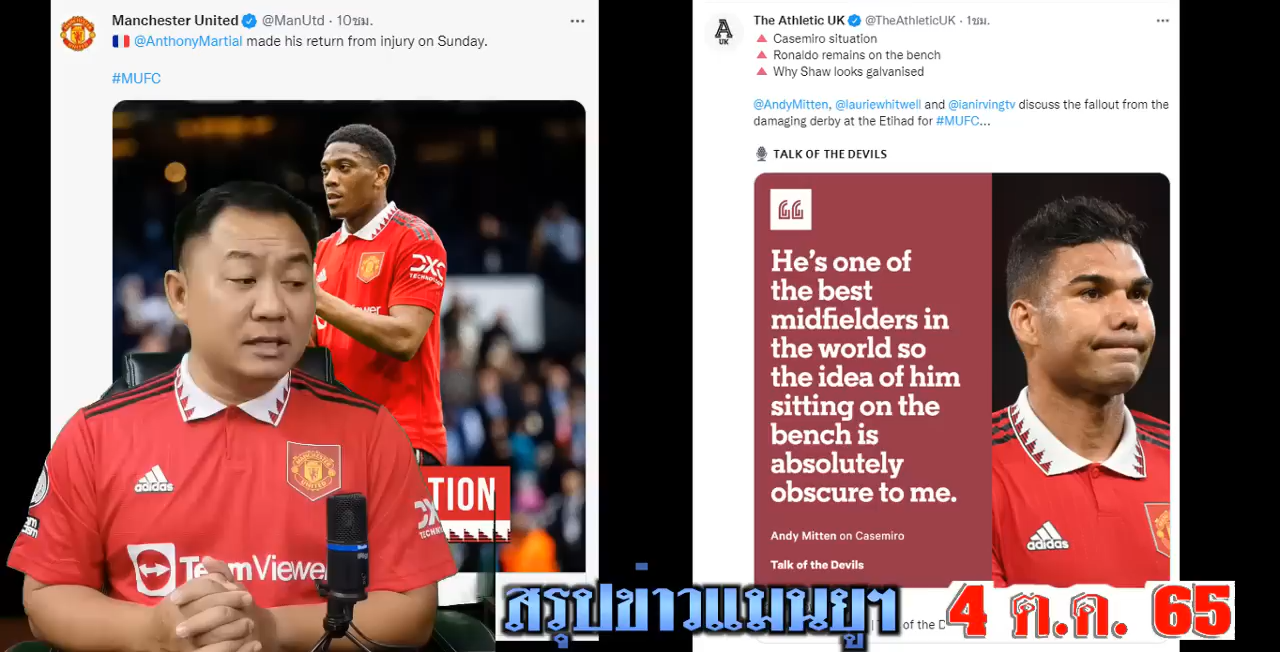 Manchester United @ManUtd · 10ชม.
@AnthonyMartial made his return from injury on Sunday.
#MUFC
DXC
TECHNOLOGY
TION
adidas
TeamViewer
The Athletic UK @TheAthleticUK · 1ชม.
Casemiro situation
Ronaldo remains on the bench
Why Shaw looks galvanised
@AndyMitten, @lauriewhitwell and @ianirvingtv discuss the fallout from the
damaging derby at the Etihad for #MUFC...
TALK OF THE DEVILS
He's one of
the best
midfielders in
the world so
the idea of him
sitting on the
bench is
absolutely
obscure to me.
Andy Mitten on Casemiro
Talk of the Devils
adidas
สรุปข่าวแมนยูฯ 4 ต.ค. 65